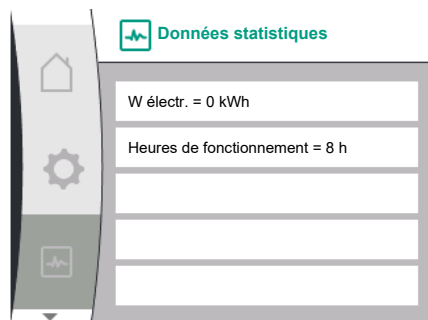 Données statistiques
W électr. = 0 kWh
Heures de fonctionnement = 8 h